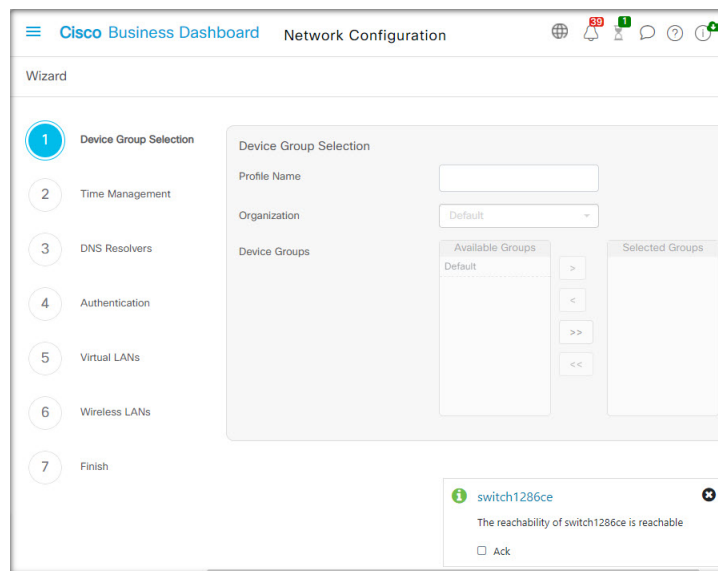 Cisco Business Dashboard Network Configuration 39 1
Wizard
1 Device Group Selection
2 Time Management
3 DNS Resolvers
4 Authentication
5 Virtual LANs
6 Wireless LANs
7 Finish
Device Group Selection
Profile Name
Organization Default
Device Groups
Available Groups
Default
>
<
>>
<<
Selected Groups
switch1286ce
The reachability of switch1286ce is reachable
Ack